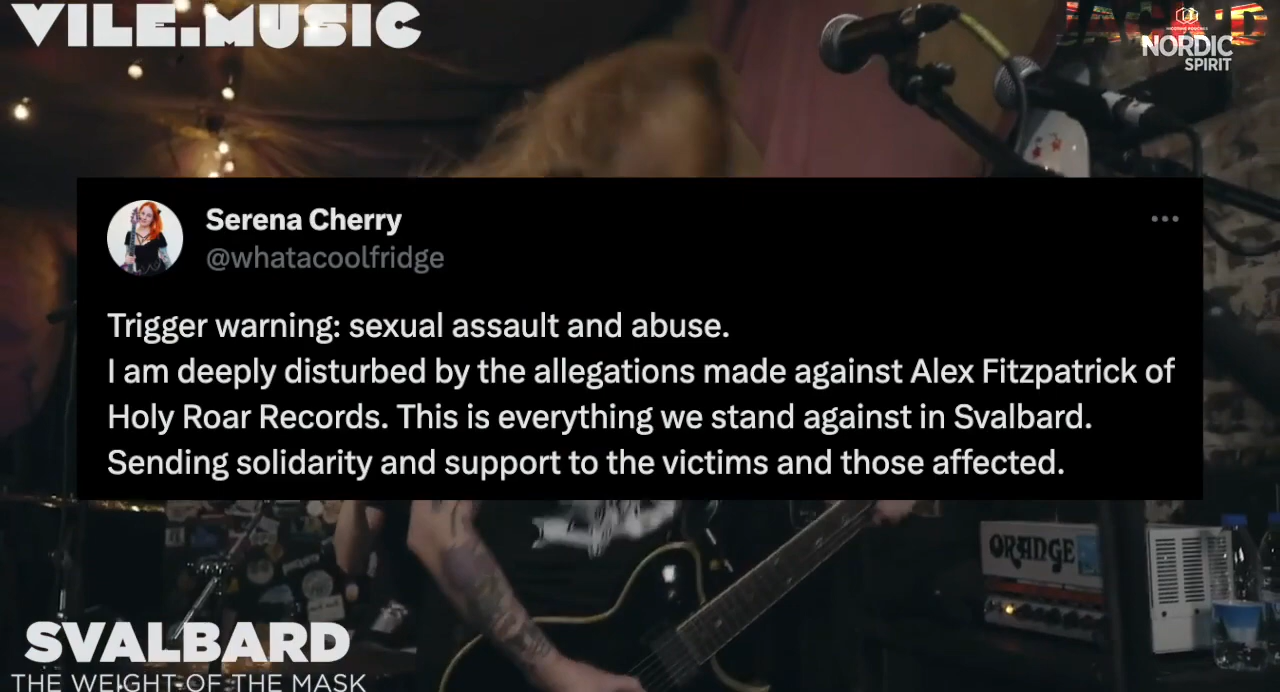 VILE.MUSIC
NORDIC
SPIRIT
Serena Cherry
@whatacoolfridge
Trigger warning: sexual assault and abuse.
I am deeply disturbed by the allegations made against Alex Fitzpatrick of
Holy Roar Records. This is everything we stand against in Svalbard.
Sending solidarity and support to the victims and those affected.
ORANGE
SVALBARD
THE WEIGHT OF THE MASK